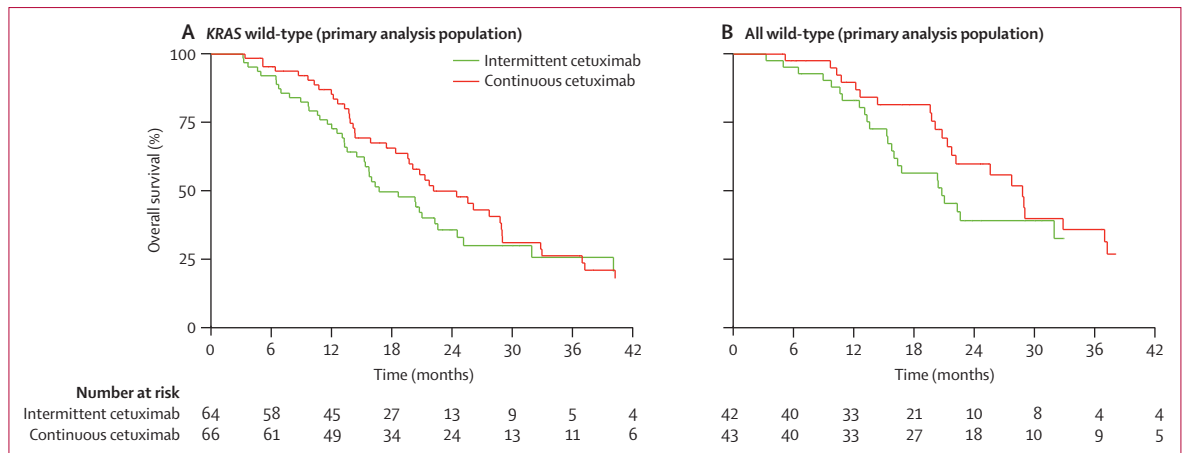 A KRAS wild-type (primary analysis population)
B All wild-type (primary analysis population)
Intermittent cetuximab
Continuous cetuximab
Overall survival (%)
100
75
50
25
0
0 6 12 18 24 30 36 42
Time (months)
0 6 12 18 24 30 36 42
Time (months)
Number at risk
Intermittent cetuximab 64 58 45 27 13 9 5 4 42 40 33 21 10 8 4 4
Continuous cetuximab 66 61 49 34 24 13 11 6 43 40 33 27 18 10 9 5